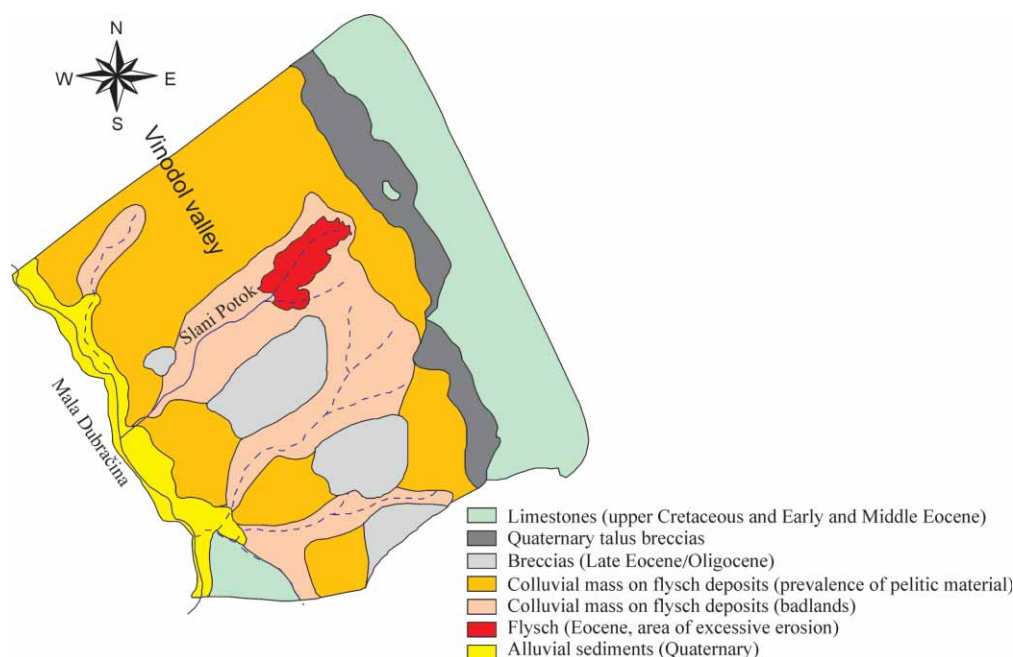 N
W E
S
Vinodol valley
Slani Potok
Mala Dubračina
Limestones (upper Cretaceous and Early and Middle Eocene)
Quaternary talus breccias
Breccias (Late Eocene/Oligocene)
Colluvial mass on flysch deposits (prevalence of pelitic material)
Colluvial mass on flysch deposits (badlands)
Flysch (Eocene, area of excessive erosion)
Alluvial sediments (Quaternary)